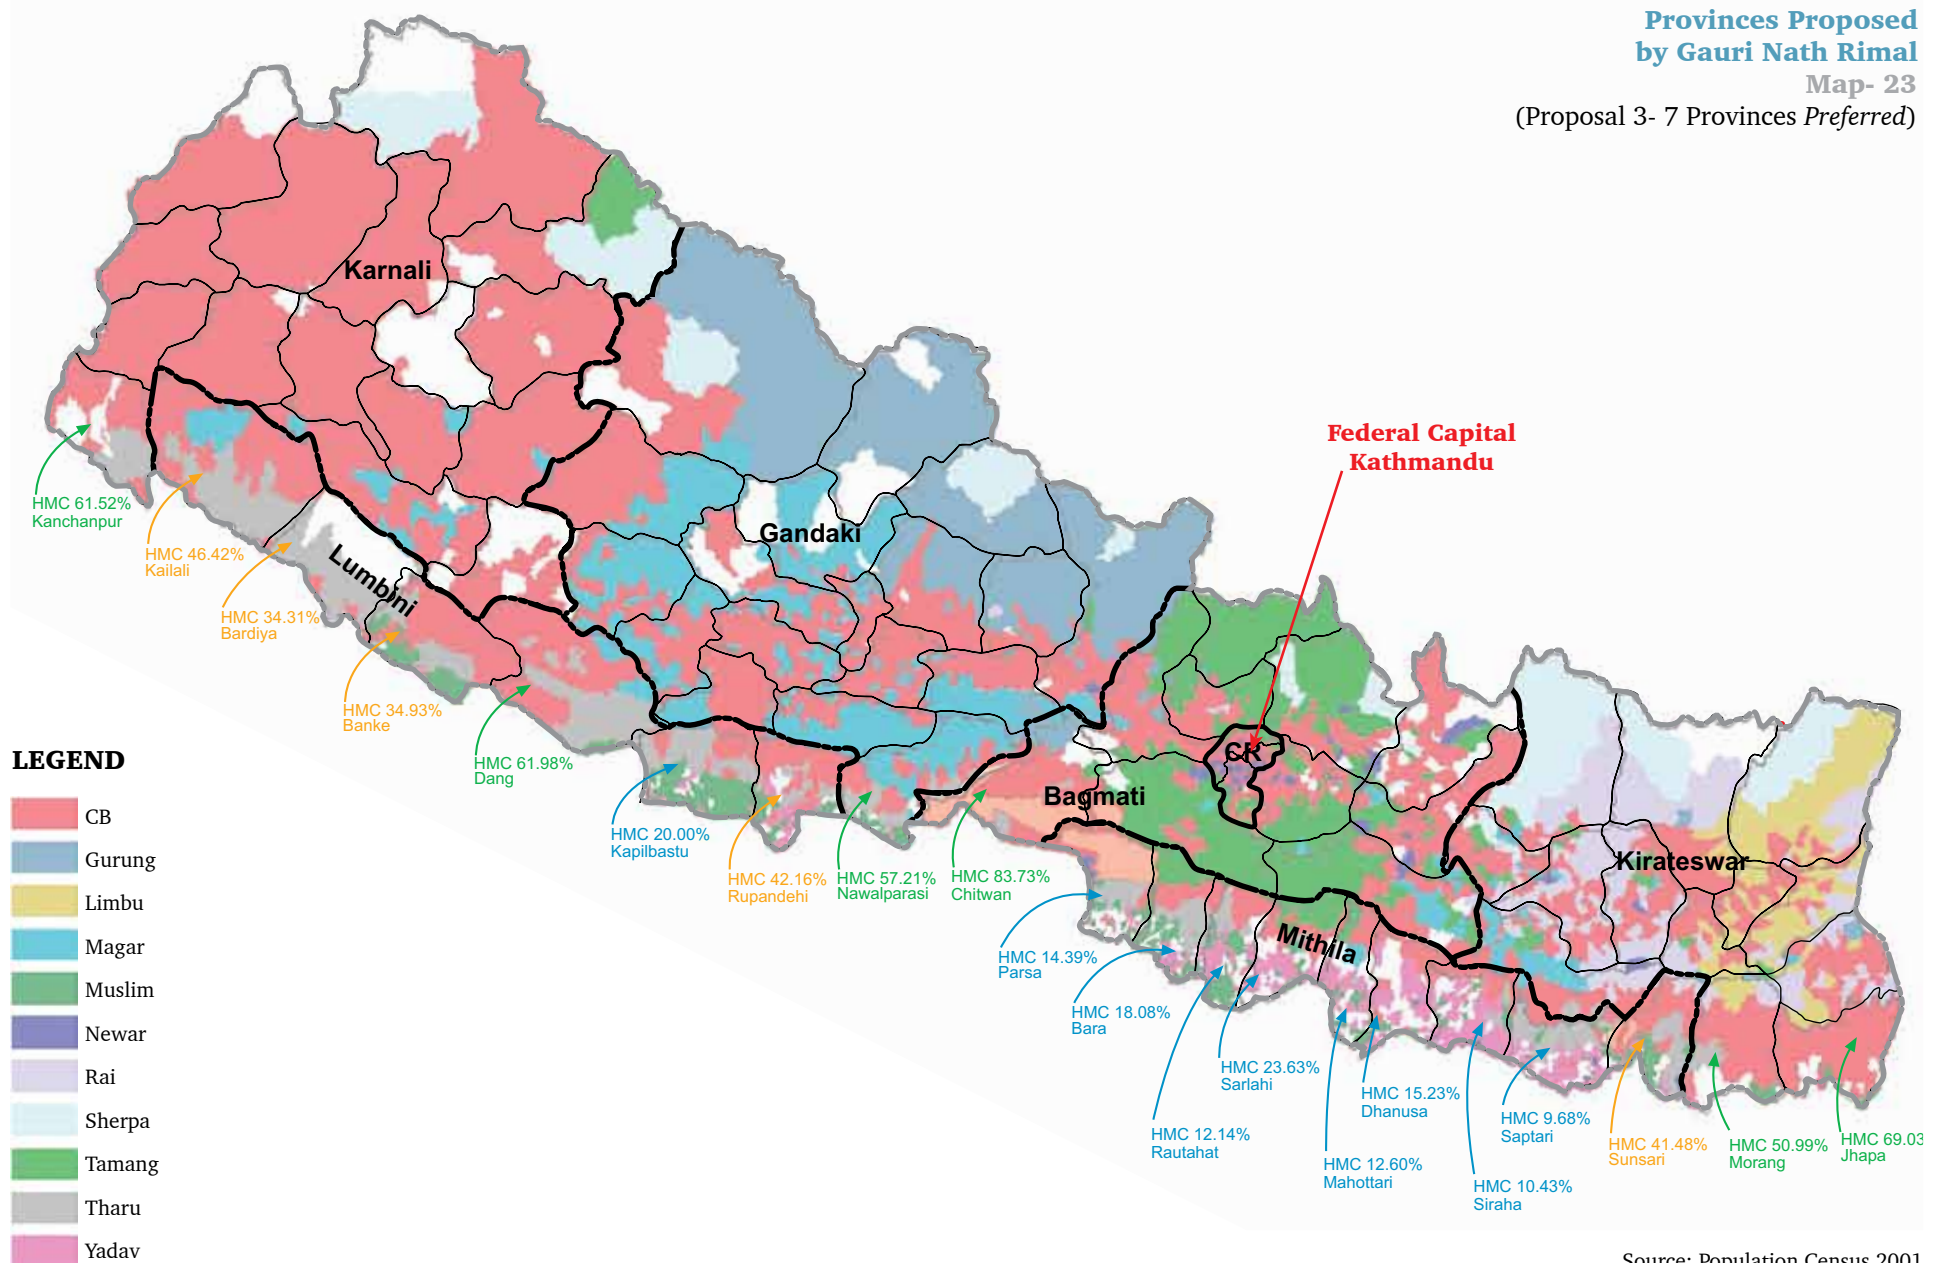 Provinces Proposed
by Gauri Nath Rimal
Map- 23
(Proposal 3- 7 Provinces Preferred)
Karnali
Federal Capital
Kathmandu
HMC 61.52%
Kanchanpur
Gandaki
HMC 46.42%
Kailali
Lumbini
HMC 34.31%
Bardiya
HMC 34.93%
Banke
HMC 61.98%
Dang
CR
Bagmati
HMC 20.00%
Kapilbastu
HMC 42.16%
Rupandehi
HMC 57.21%
Nawalparasi
HMC 83.73%
Chitwan
Kirateswar
Mithila
HMC 14.39%
Parsa
HMC 18.08%
Bara
HMC 12.14%
Rautahat
HMC 23.63%
Sarlahi
HMC 12.60%
Mahottari
HMC 15.23%
Dhanusa
HMC 10.43%
Siraha
HMC 9.68%
Saptari
HMC 41.48%
Sunsari
HMC 50.99%
Morang
HMC 69.03
Jhapa
LEGEND
CB
Gurung
Limbu
Magar
Muslim
Newar
Rai
Sherpa
Tamang
Tharu
Yadav
Source: Population Census 2001